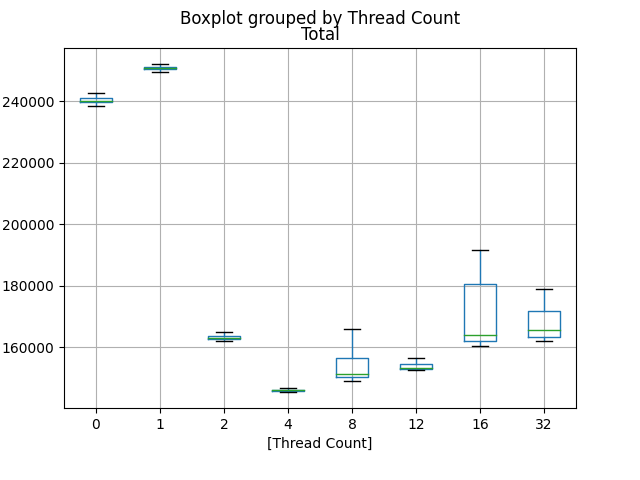 Boxplot grouped by Thread Count
Total
240000
220000
200000
180000
160000
0 1 2 4 8 12 16 32
[Thread Count]